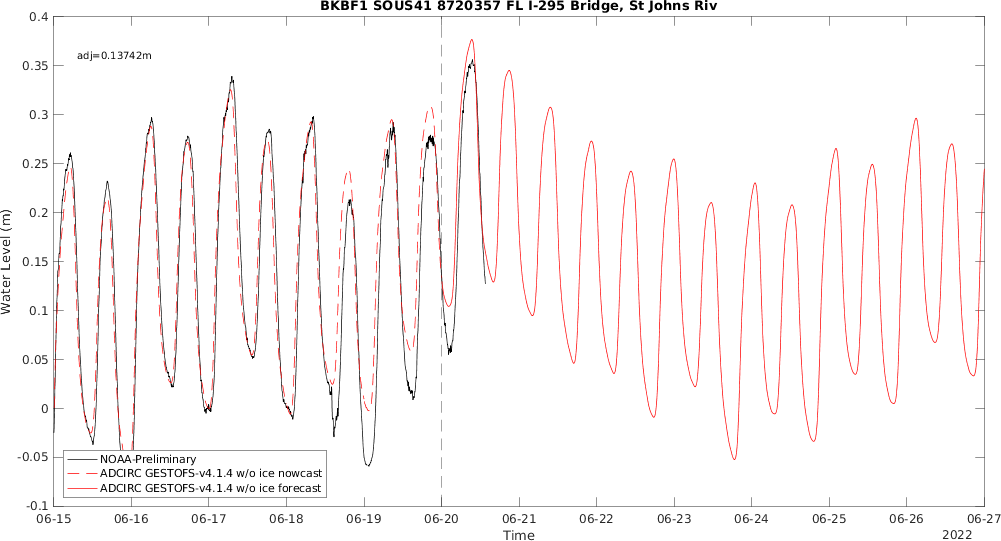 BKBF1 SOUS41 8720357 FL I-295 Bridge, St Johns Riv
adj=0.13742m
0.4
0.35
0.3
0.25
0.2
0.15
0.1
0.05
0
-0.05
-0.1
Water Level (m)
NOAA-Preliminary
ADCIRC GESTOFS-v4.1.4 w/o ice nowcast
ADCIRC GESTOFS-v4.1.4 w/o ice forecast
06-15 06-16 06-17 06-18 06-19 06-20 06-21 06-22 06-23 06-24 06-25 06-26 06-27
Time
2022